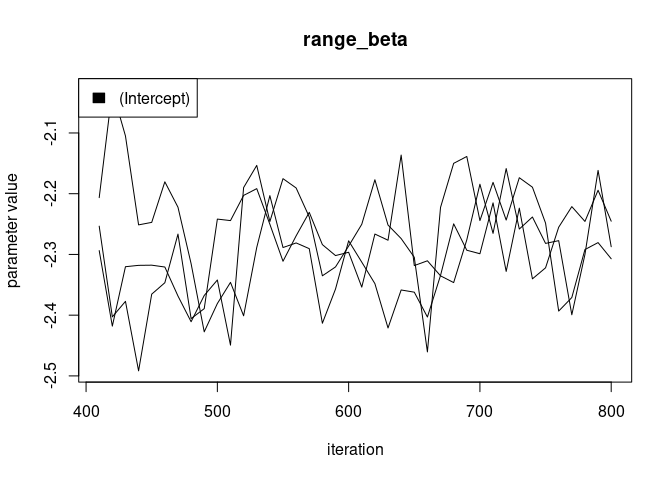 range_beta
(Intercept)
parameter value
-2.1
-2.2
-2.3
-2.4
-2.5
400 500 600 700 800
iteration